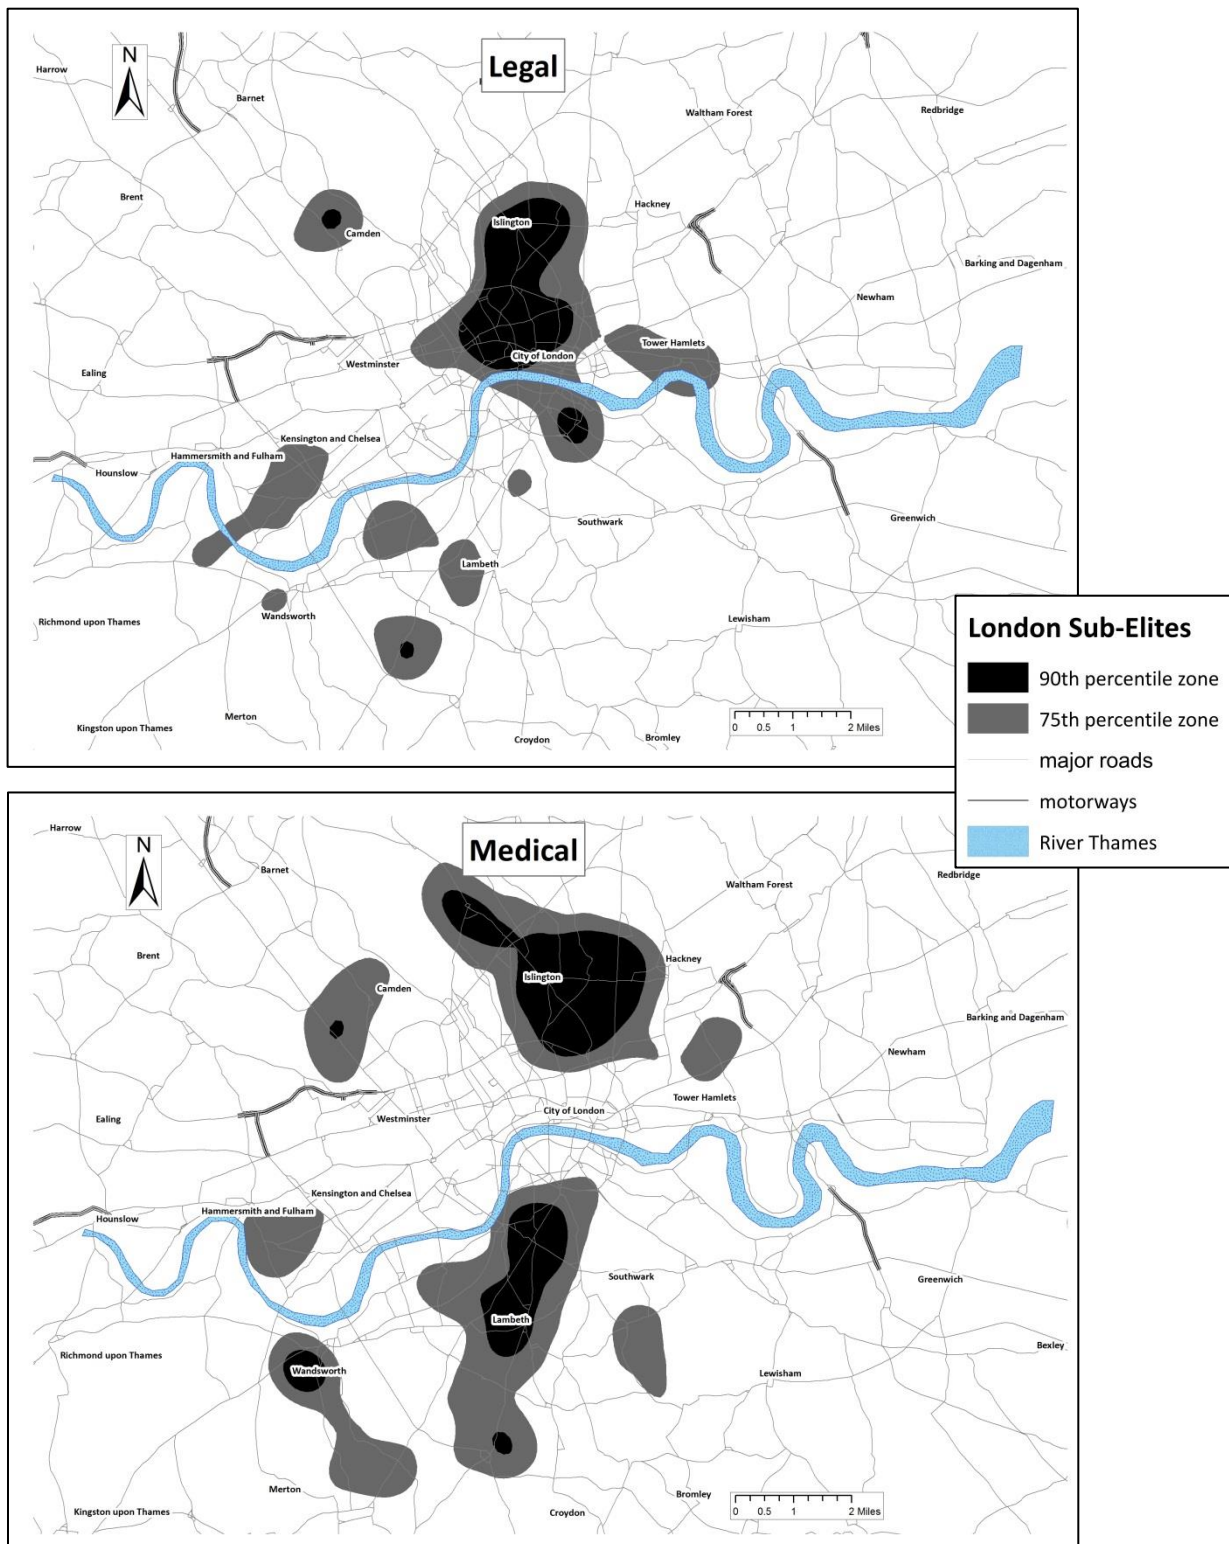 N
Legal
Harrow
Barnet
Waltham Forest
Redbridge
Brent
Camden
Islington
Hackney
Barking and Dagenham
Newham
Ealing
Westminster
City of London
Tower Hamlets
Kensington and Chelsea
Hammersmith and Fulham
Hounslow
Southwark
Greenwich
Lambeth
Wandsworth
Richmond upon Thames
Lewisham
Merton
Kingston upon Thames
Croydon
Bromley
0 0.5 1 2 Miles
London Sub-Elites
90th percentile zone
75th percentile zone
major roads
motorways
River Thames
N
Medical
Harrow
Barnet
Waltham Forest
Redbridge
Brent
Camden
Islington
Hackney
Barking and Dagenham
Newham
Ealing
Westminster
City of London
Tower Hamlets
Kensington and Chelsea
Hammersmith and Fulham
Hounslow
Southwark
Greenwich
Lambeth
Bexley
Richmond upon Thames
Wandsworth
Lewisham
Merton
Kingston upon Thames
Croydon
Bromley
0 0.5 1 2 Miles